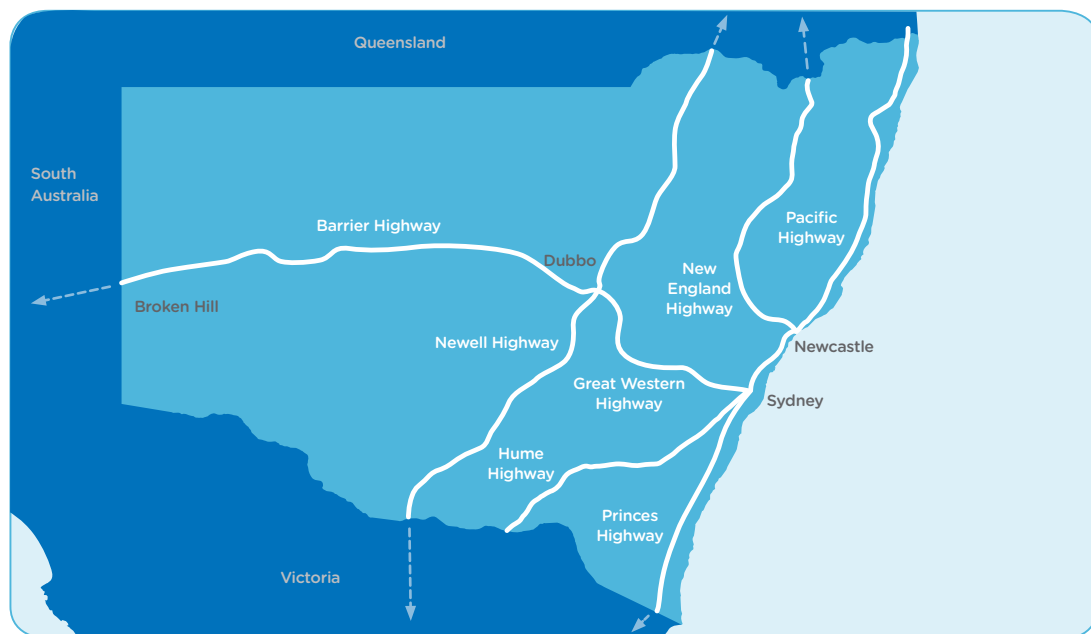 Queensland
South
Australia
Barrier Highway
Pacific
Highway
Dubbo
New
England
Highway
Broken Hill
Newell Highway
Newcastle
Great Western
Highway
Sydney
Hume
Highway
Princes
Highway
Victoria